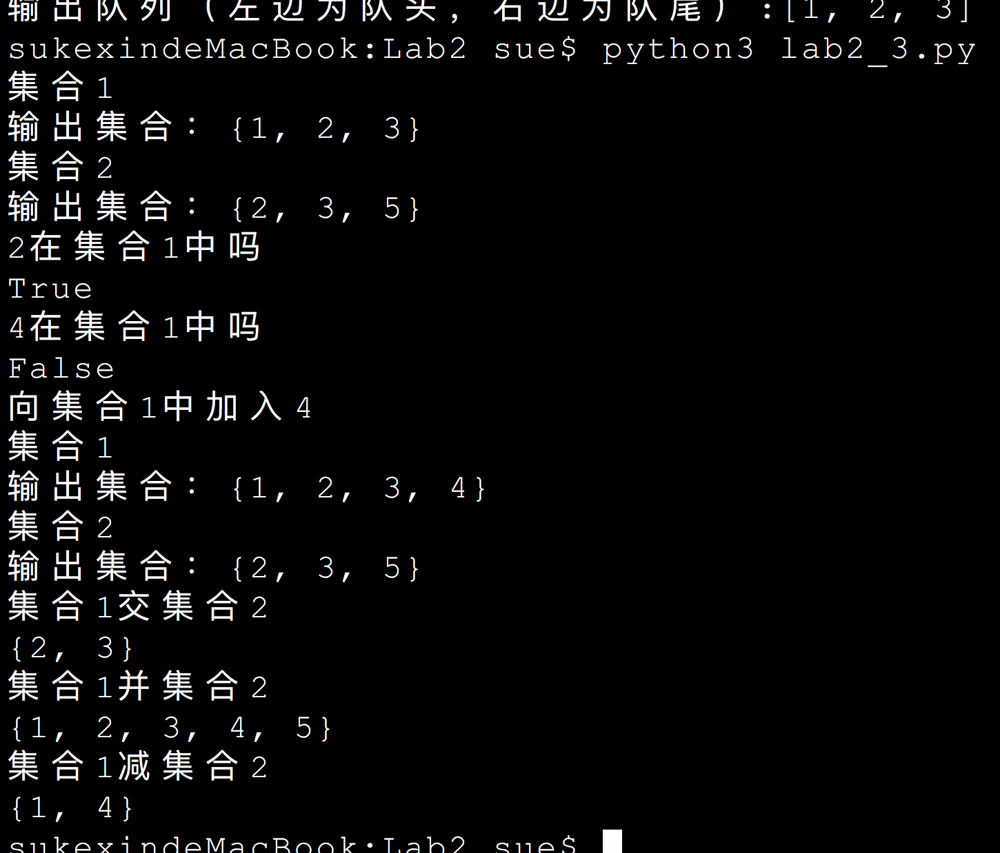 输出队列（左边为队头，右边为队尾）:[1, 2, 3]
sukexindeMacBook:Lab2 sue$ python3 lab2_3.py
集合1
输出集合: {1, 2, 3}
集合2
输出集合: {2, 3, 5}
2在集合1中吗
True
4在集合1中吗
False
向集合1中加入4
集合1
输出集合: {1, 2, 3, 4}
集合2
输出集合: {2, 3, 5}
集合1交集合2
{2, 3}
集合1并集合2
{1, 2, 3, 4, 5}
集合1减集合2
{1, 4}
sukexindeMacBook:Lab2 sue$